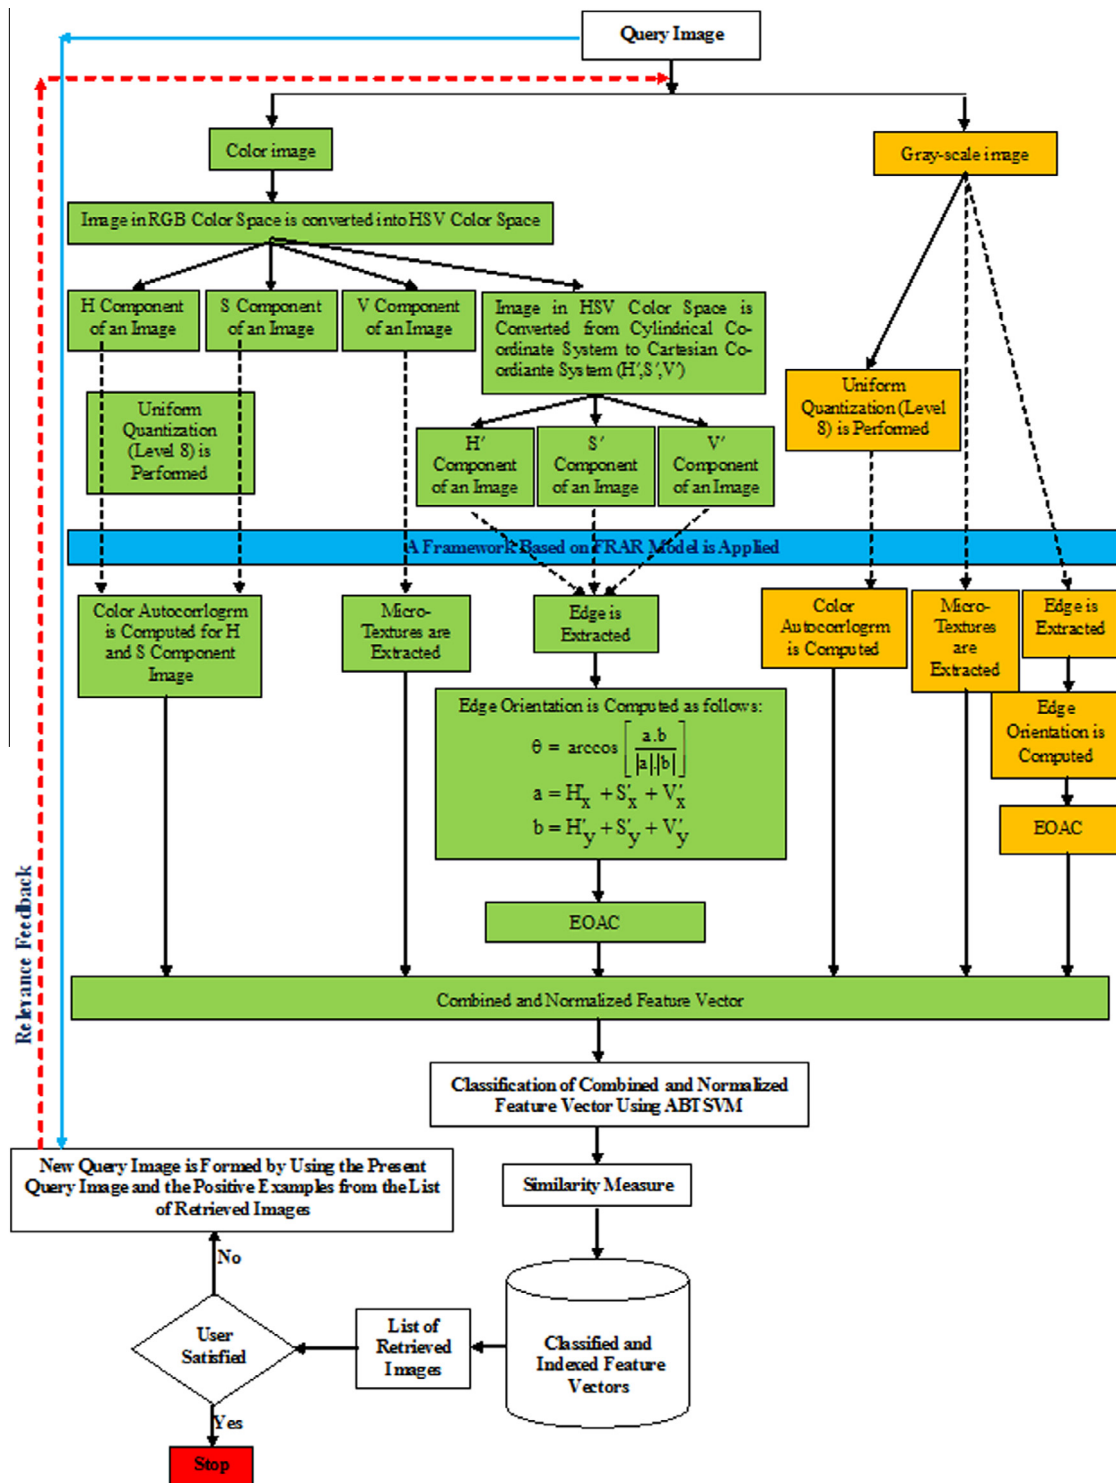 Query Image
Color image
Gray-scale image
Image in RGB Color Space is converted into HSV Color Space
H Component
of an Image
S Component
of an Image
V Component
of an Image
Image in HSV Color Space is
Converted from Cylindrical Co-
ordinate System to Cartesian Co-
ordiante System (H′,S′,V′)
Uniform
Quantization
(Level 8) is
Performed
Uniform
Quantization (Level
8) is Performed
H′
Component
of an Image
S′
Component
of an Image
V′
Component
of an Image
A Framework Based on FRAR Model is Applied
Color Autocorrlogrm
is Computed for H
and S Component
Image
Micro-
Textures are
Extracted
Edge is
Extracted
Color
Autocorrlogrm
is Computed
Micro-
Textures
are
Extracted
Edge is
Extracted
Edge Orientation is Computed as follows:
θ = arccos [ a.b / |a|.|b| ]
a = H′x + S′x + V′x
b = H′y + S′y + V′y
Edge
Orientation is
Computed
EOAC
EOAC
Relevance Feedback
Combined and Normalized Feature Vector
Classification of Combined and Normalized
Feature Vector Using ABTSVM
Similarity Measure
New Query Image is Formed by Using the Present
Query Image and the Positive Examples from the List
of Retrieved Images
No
User
Satisfied
List of
Retrieved
Images
Classified and
Indexed Feature
Vectors
Yes
Stop